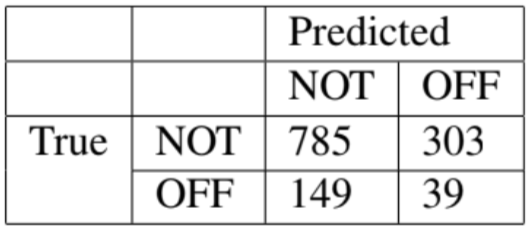 Predicted
NOT OFF
True NOT 785 303
OFF 149 39